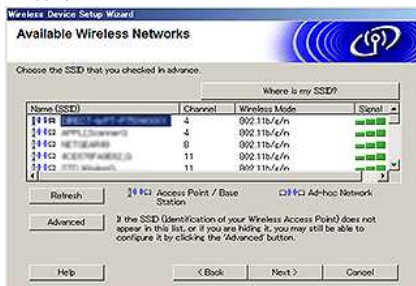 Wireless Device Setup Wizard
Available Wireless Networks
Choose the SSID that you checked in advance.
Where is my SSID?
Name (SSID) Channel Wireless Mode Signal
4 802.11b/g/n
4 802.11b/g/n
8 802.11b/g/n
11 802.11b/g/n
11 802.11b/g/n
Refresh
Access Point / Base Station
Ad-hoc Network
Advanced
If the SSID (Identification of your Wireless Access Point) does not
appear in this list, or if you are hiding it, you may still be able to
configure it by clicking the 'Advanced' button.
Help
< Back
Next >
Cancel